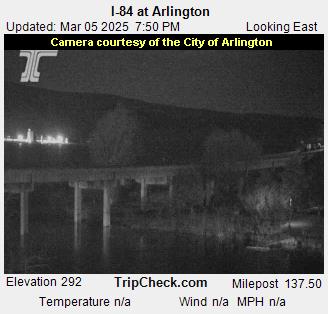 I-84 at Arlington
Updated: Mar 05 2025 7:50 PM Looking East
Camera courtesy of the City of Arlington
Elevation 292 TripCheck.com Milepost 137.50
Temperature n/a Wind n/a MPH n/a